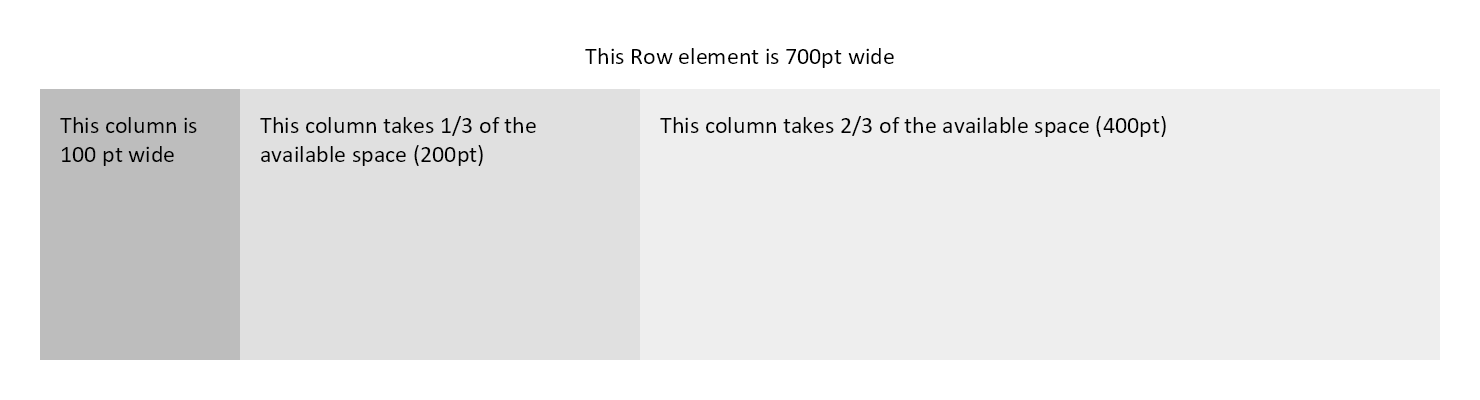 This Row element is 700pt wide
This column is
100 pt wide
This column takes 1/3 of the
available space (200pt)
This column takes 2/3 of the available space (400pt)